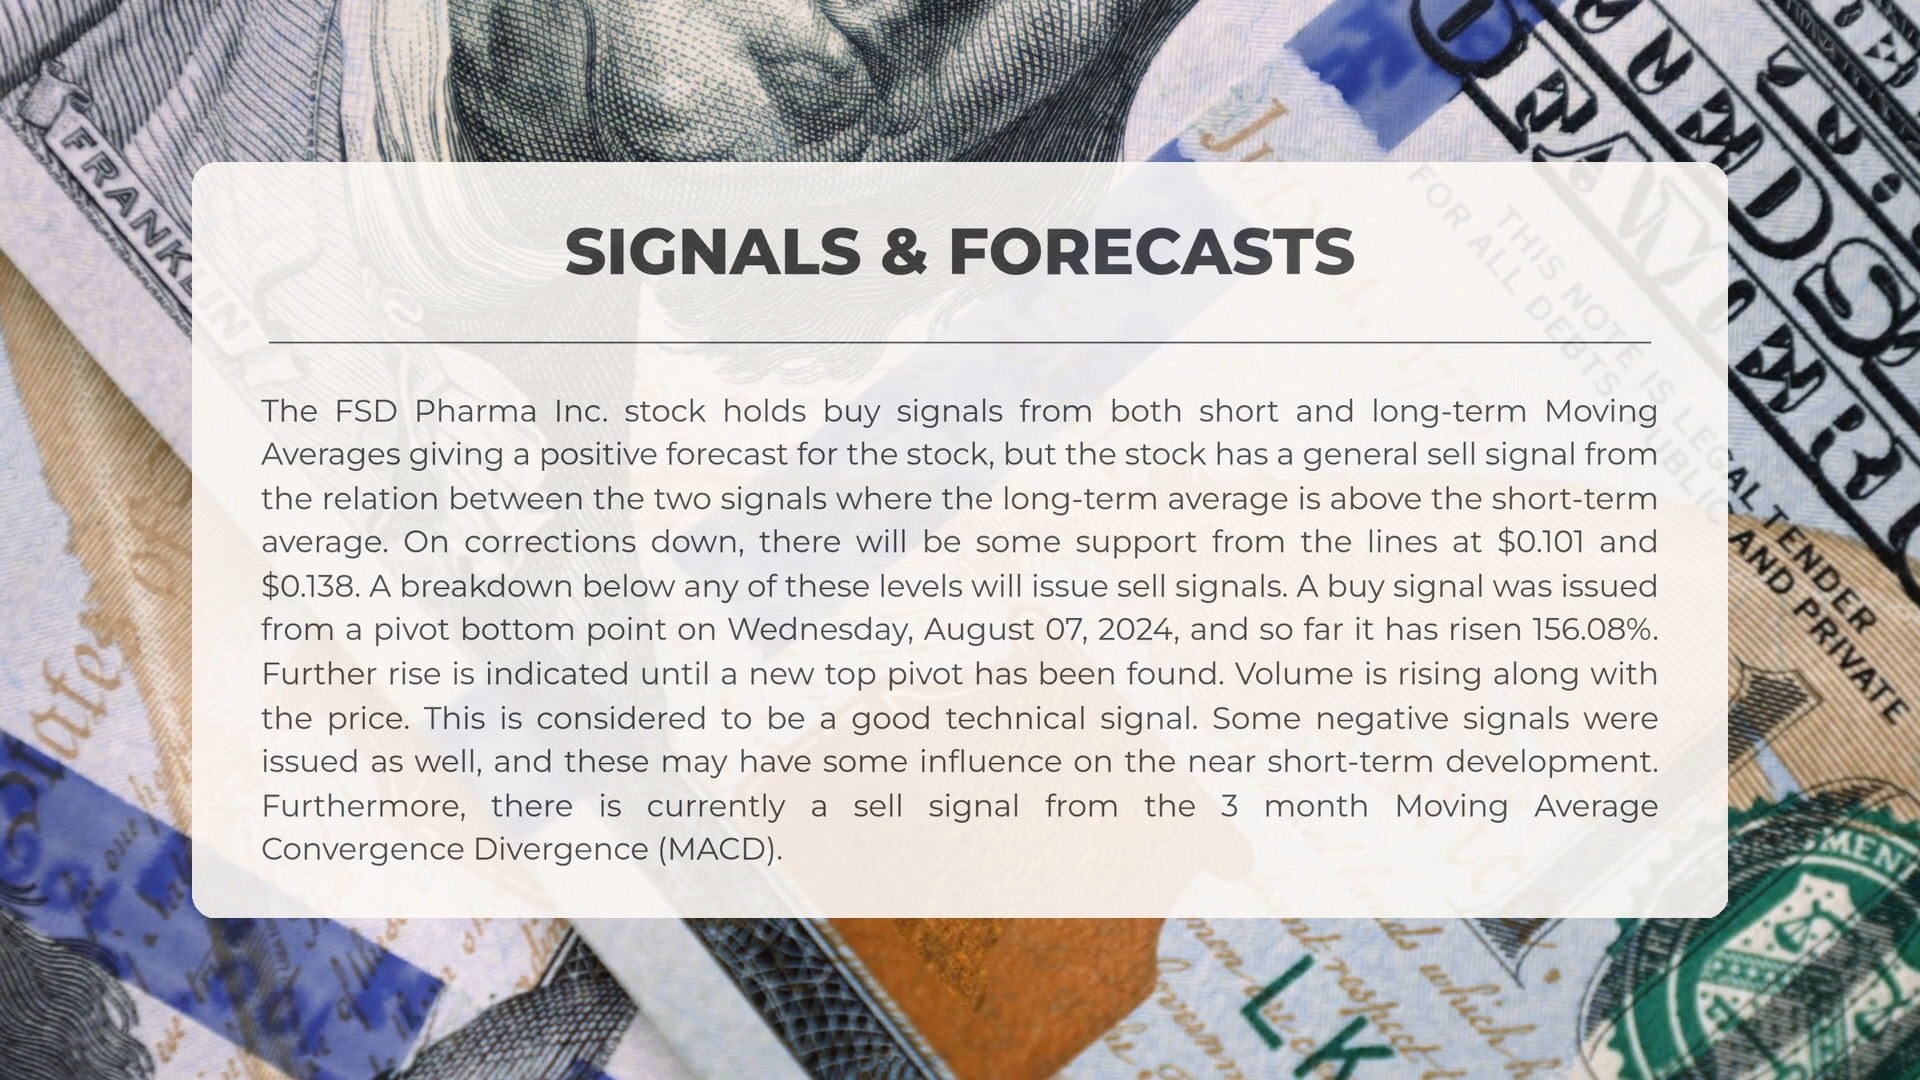 FRANKLIN
JULY 4, 177
THIS NOTE IS LEGAL TENDER
FOR ALL DEBTS PUBLIC AND PRIVATE
SIGNALS & FORECASTS
The FSD Pharma Inc. stock holds buy signals from both short and long-term Moving
Averages giving a positive forecast for the stock, but the stock has a general sell signal from
the relation between the two signals where the long-term average is above the short-term
average. On corrections down, there will be some support from the lines at $0.101 and
$0.138. A breakdown below any of these levels will issue sell signals. A buy signal was issued
from a pivot bottom point on Wednesday, August 07, 2024, and so far it has risen 156.08%.
Further rise is indicated until a new top pivot has been found. Volume is rising along with
the price. This is considered to be a good technical signal. Some negative signals were
issued as well, and these may have some influence on the near short-term development.
Furthermore, there is currently a sell signal from the 3 month Moving Average
Convergence Divergence (MACD).
LK